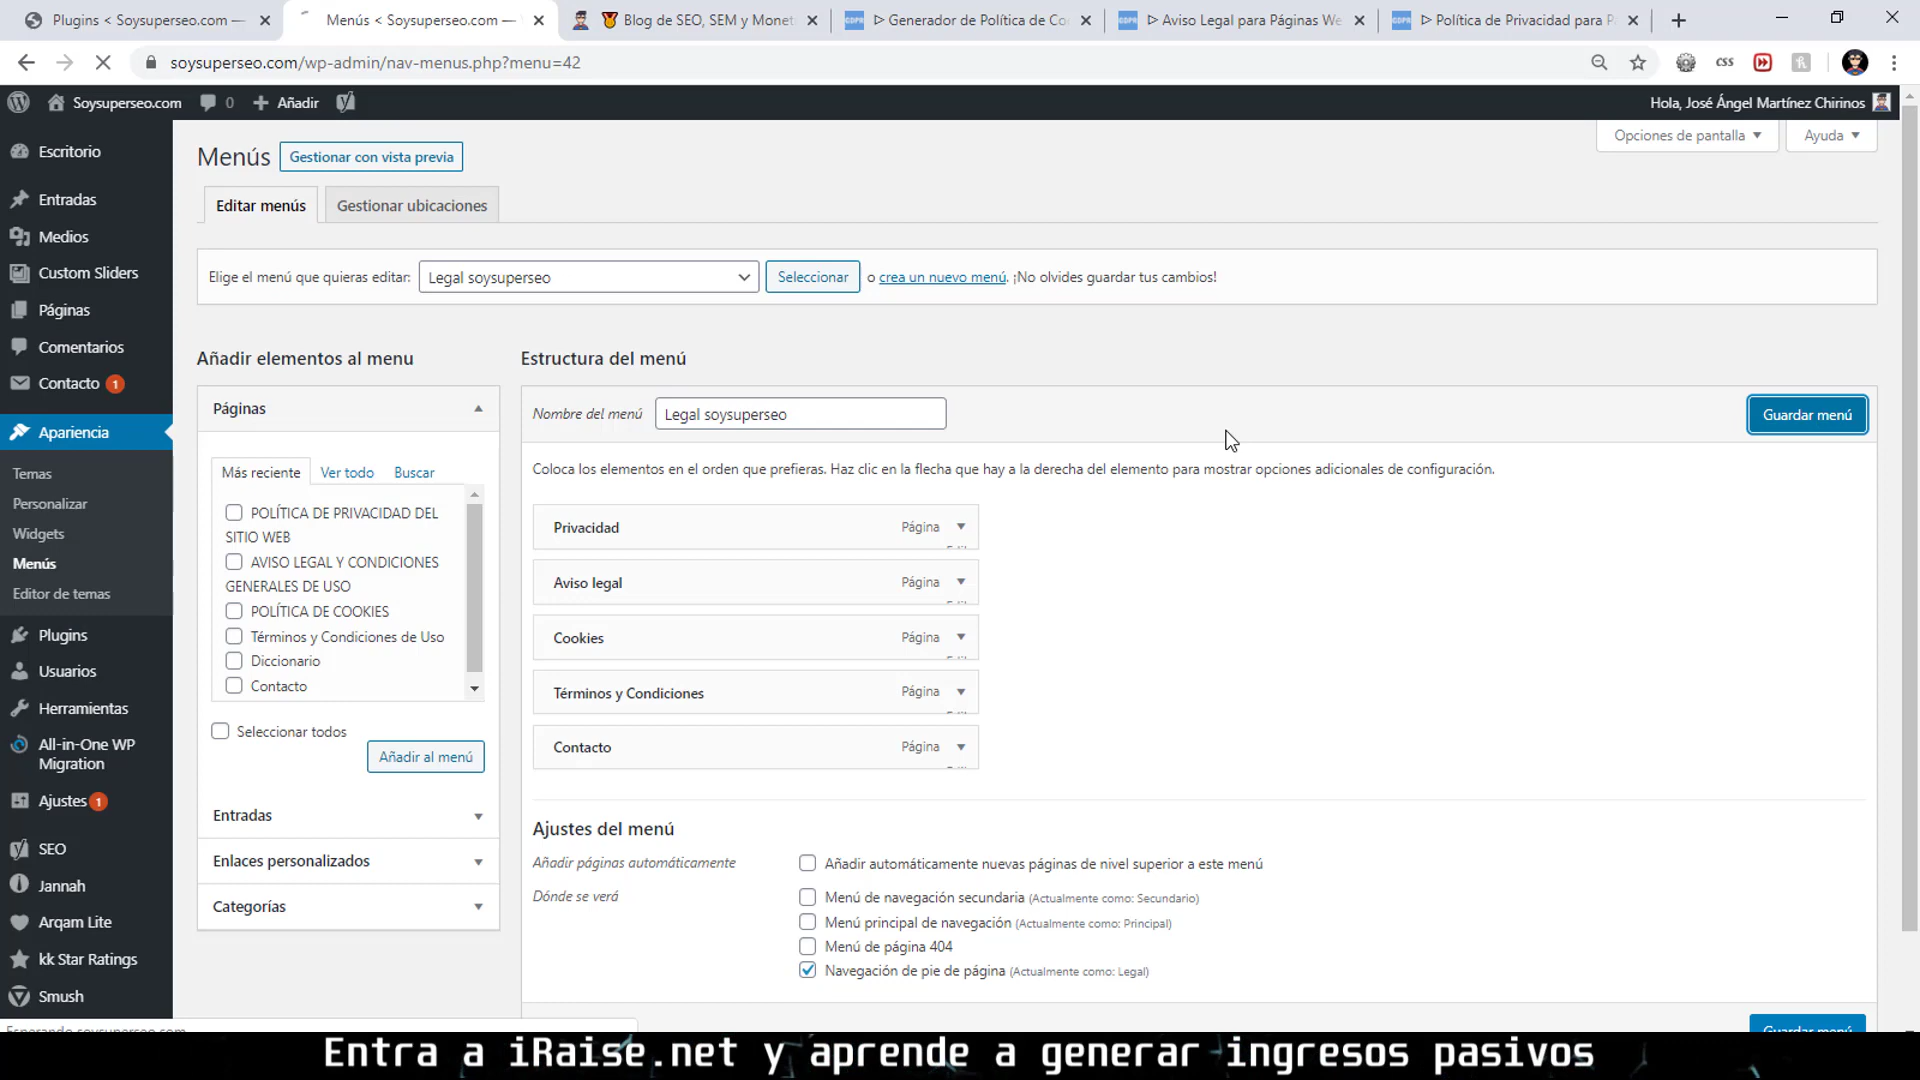 Plugins < Soysuperseo.com —
Menús < Soysuperseo.com —
Blog de SEO, SEM y Monet
Generador de Política de Co
Aviso Legal para Páginas We
Política de Privacidad para P
soysuperseo.com/wp-admin/nav-menus.php?menu=42
CSS
Soysuperseo.com
0
Añadir
Hola, José Ángel Martínez Chirinos
Opciones de pantalla
Ayuda
Escritorio
Entradas
Medios
Custom Sliders
Páginas
Comentarios
Contacto 1
Apariencia
Temas
Personalizar
Widgets
Menús
Editor de temas
Plugins
Usuarios
Herramientas
All-in-One WP
Migration
Ajustes 1
SEO
Jannah
Arqam Lite
kk Star Ratings
Smush
Menús
Gestionar con vista previa
Editar menús
Gestionar ubicaciones
Elige el menú que quieras editar:
Legal soysuperseo
Seleccionar
o crea un nuevo menú. ¡No olvides guardar tus cambios!
Añadir elementos al menu
Páginas
Más reciente
Ver todo
Buscar
POLÍTICA DE PRIVACIDAD DEL
SITIO WEB
AVISO LEGAL Y CONDICIONES
GENERALES DE USO
POLÍTICA DE COOKIES
Términos y Condiciones de Uso
Diccionario
Contacto
Seleccionar todos
Añadir al menú
Entradas
Enlaces personalizados
Categorías
Estructura del menú
Nombre del menú
Legal soysuperseo
Guardar menú
Coloca los elementos en el orden que prefieras. Haz clic en la flecha que hay a la derecha del elemento para mostrar opciones adicionales de configuración.
Privacidad
Página
Aviso legal
Página
Cookies
Página
Términos y Condiciones
Página
Contacto
Página
Ajustes del menú
Añadir páginas automáticamente
Añadir automáticamente nuevas páginas de nivel superior a este menú
Dónde se verá
Menú de navegación secundaria (Actualmente como: Secundario)
Menú principal de navegación (Actualmente como: Principal)
Menú de página 404
Navegación de pie de página (Actualmente como: Legal)
Guardar menú
Esperando soysuperseo.com
Entra a iRaise.net y aprende a generar ingresos pasivos